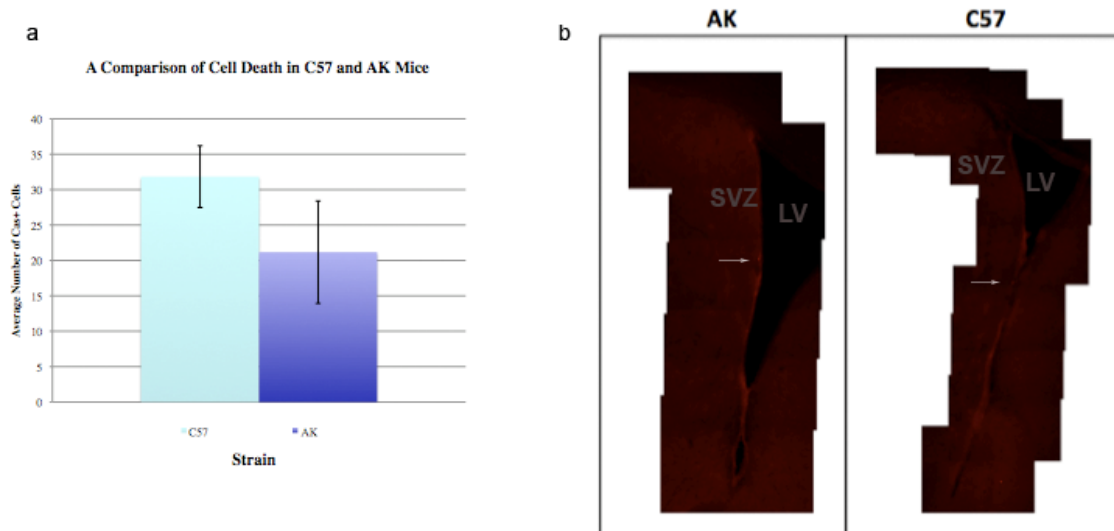 a
A Comparison of Cell Death in C57 and AK Mice
Average Number of Cas+ Cells
40
35
30
25
20
15
10
5
0
C57 AK
Strain
b
AK C57
SVZ LV
SVZ LV